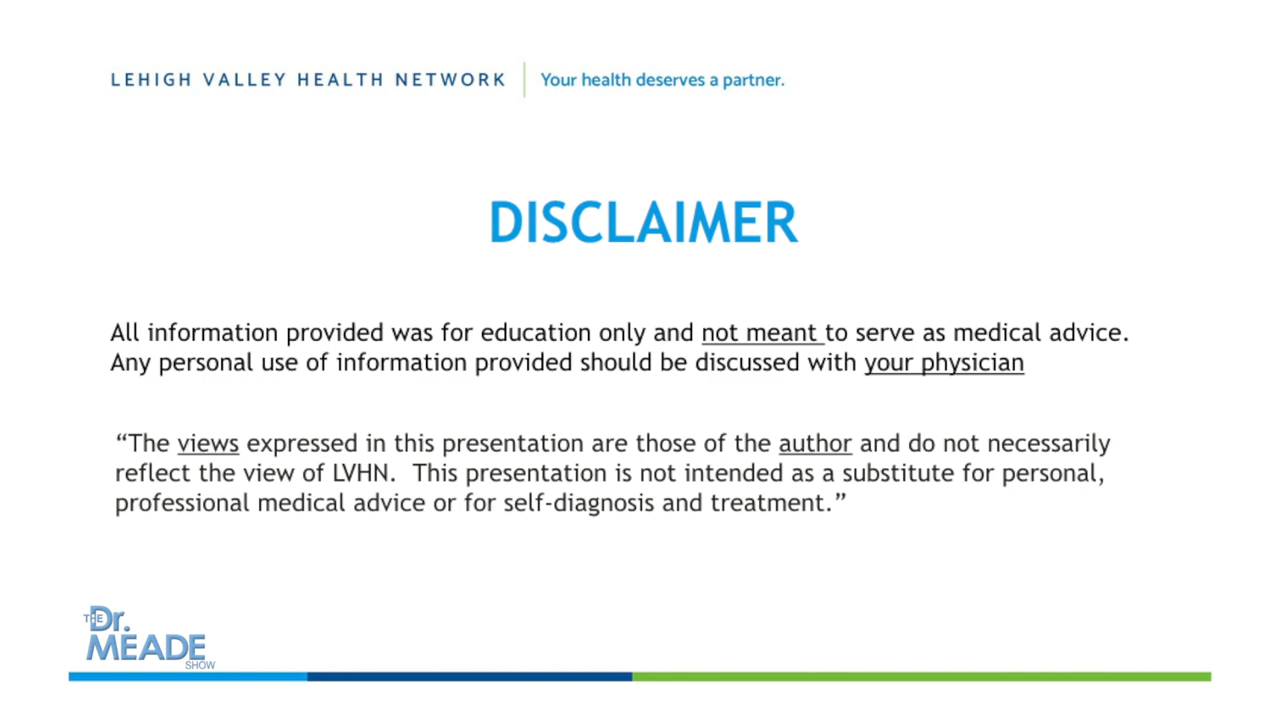 LEHIGH VALLEY HEALTH NETWORK | Your health deserves a partner.
DISCLAIMER
All information provided was for education only and not meant to serve as medical advice.
Any personal use of information provided should be discussed with your physician
“The views expressed in this presentation are those of the author and do not necessarily
reflect the view of LVHN.  This presentation is not intended as a substitute for personal,
professional medical advice or for self-diagnosis and treatment.”
THE Dr.
MEADE
SHOW